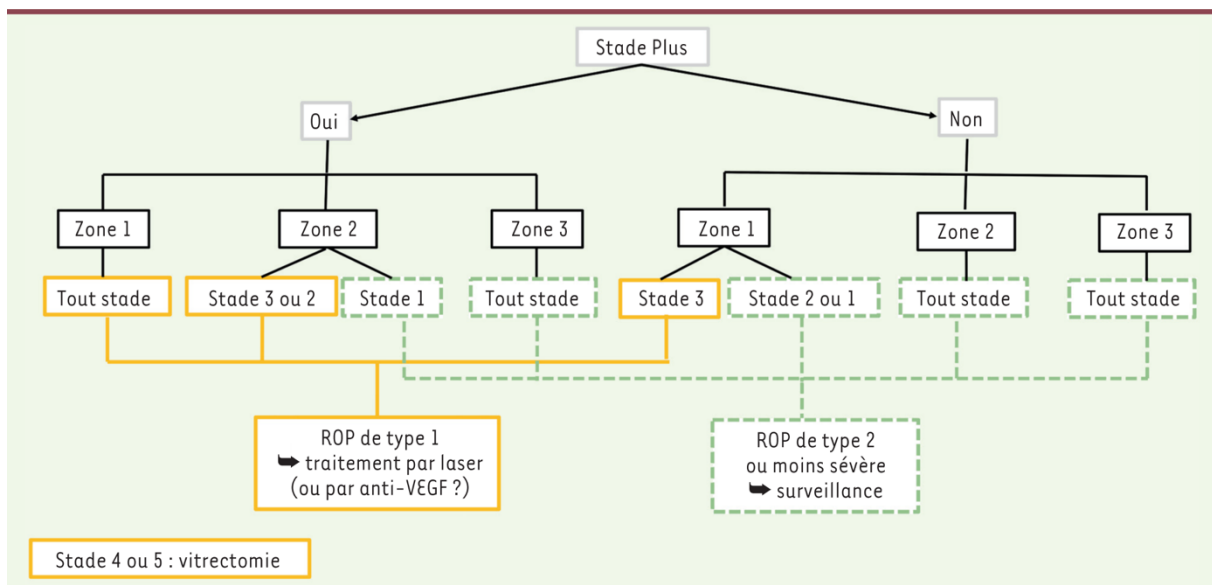 Stade Plus
Oui
Non
Zone 1
Zone 2
Zone 3
Zone 1
Zone 2
Zone 3
Tout stade
Stade 3 ou 2
Stade 1
Tout stade
Stade 3
Stade 2 ou 1
Tout stade
Tout stade
ROP de type 1
➥ traitement par laser
(ou par anti-VEGF ?)
ROP de type 2
ou moins sévère
➥ surveillance
Stade 4 ou 5 : vitrectomie